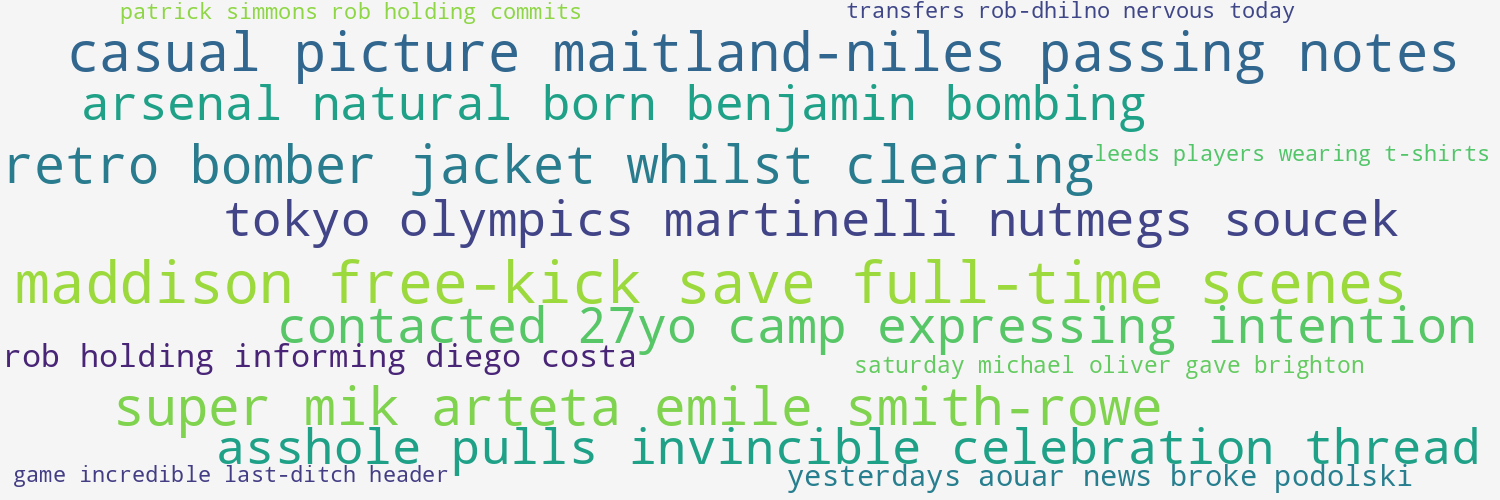 patrick simmons rob holding commits
transfers rob-dhilno nervous today
casual picture maitland-niles passing notes
arsenal natural born benjamin bombing
retro bomber jacket whilst clearing
leeds players wearing t-shirts
tokyo olympics martinelli nutmegs soucek
maddison free-kick save full-time scenes
contacted 27yo camp expressing intention
rob holding informing diego costa
saturday michael oliver gave brighton
super mik arteta emile smith-rowe
asshole pulls invincible celebration thread
game incredible last-ditch header
yesterdays aouar news broke podolski